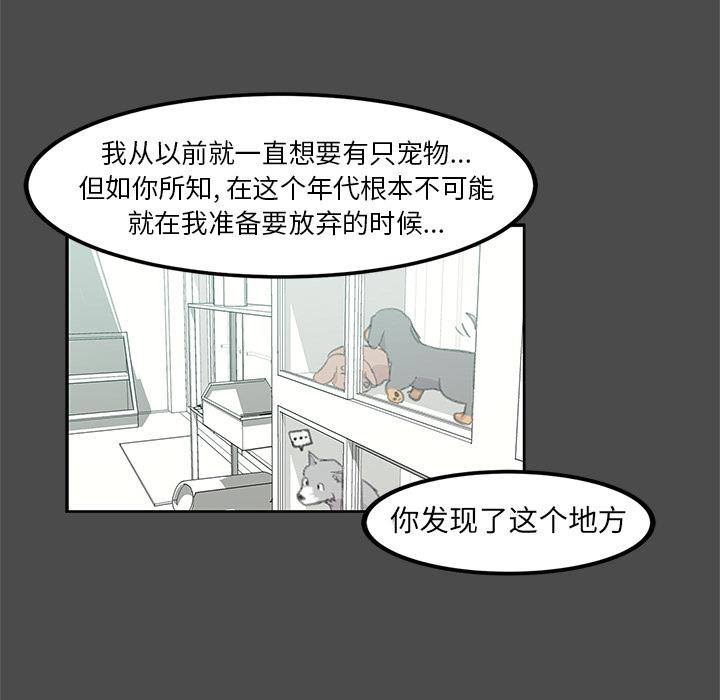 我从以前就一直想要有只宠物...
但如你所知, 在这个年代根本不可能
就在我准备要放弃的时候...
...
你发现了这个地方